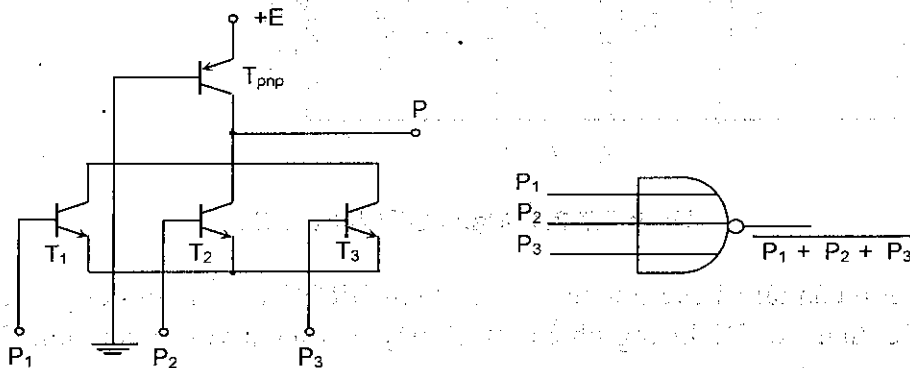 +E
T_pnp
P
T₁
T₂
T₃
P₁
P₂
P₃
P₁
P₂
P₃
P₁ + P₂ + P₃